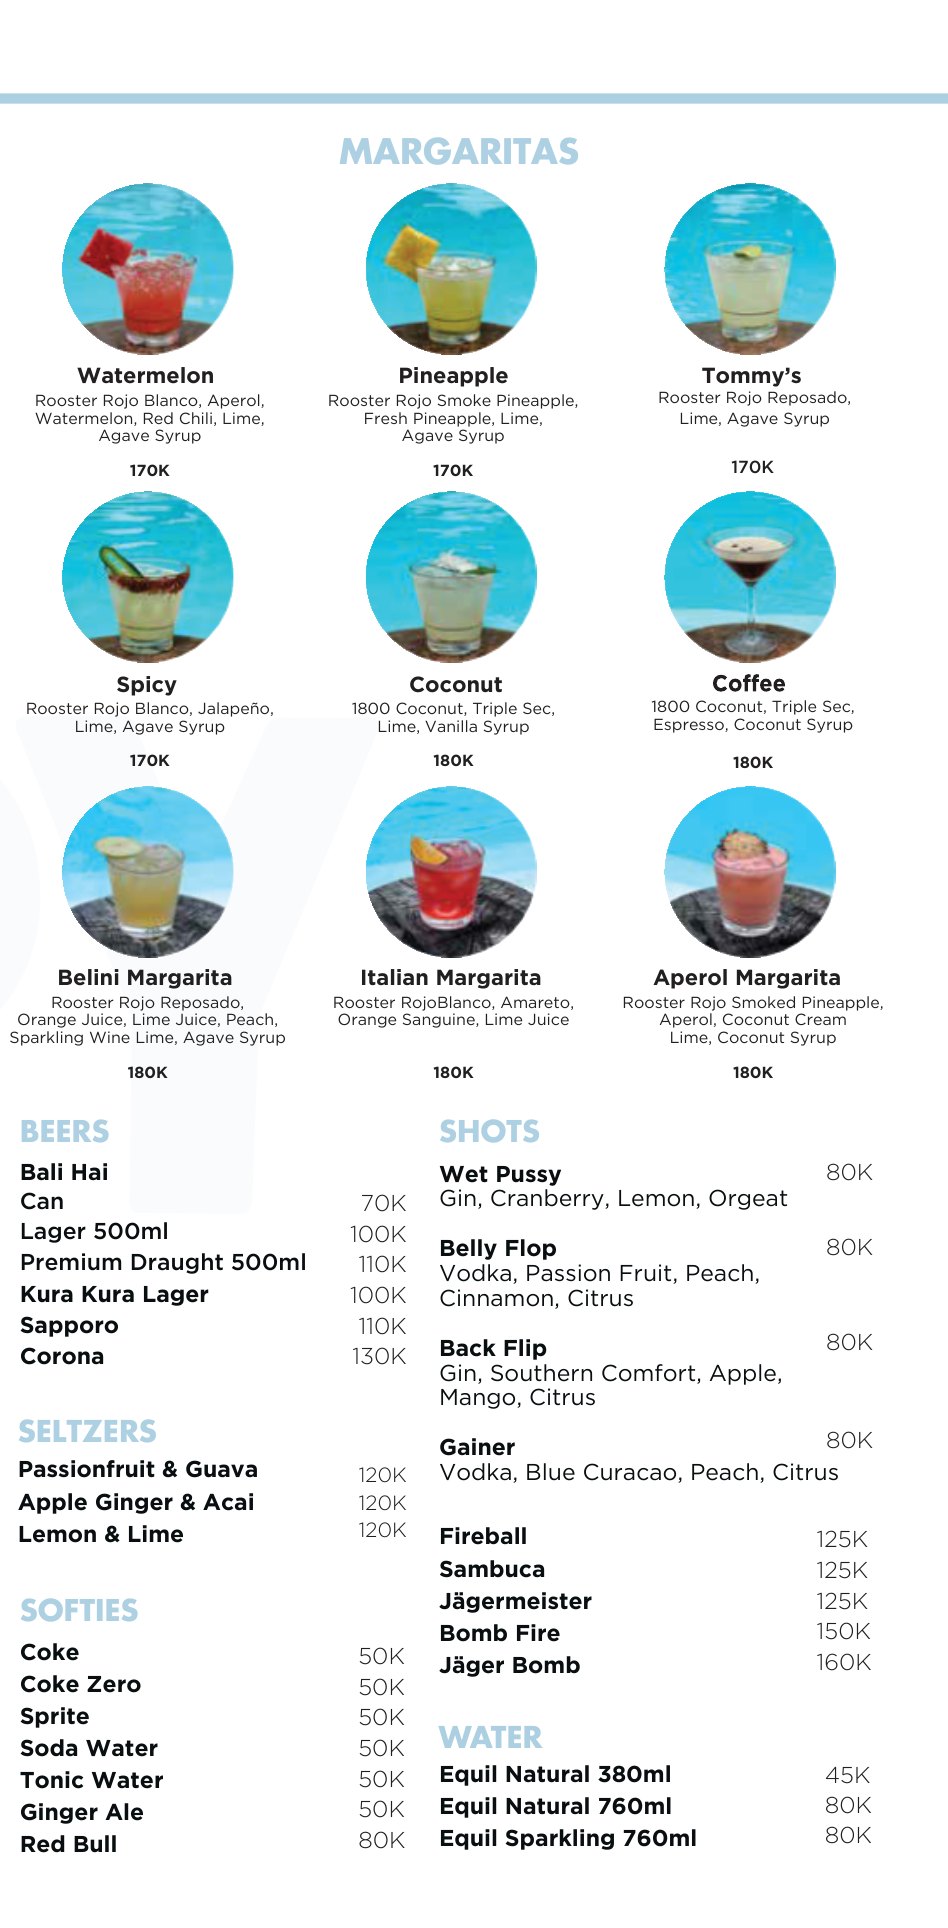 MARGARITAS
Watermelon
Rooster Rojo Blanco, Aperol,
Watermelon, Red Chili, Lime,
Agave Syrup
170K
Pineapple
Rooster Rojo Smoke Pineapple,
Fresh Pineapple, Lime,
Agave Syrup
170K
Tommy's
Rooster Rojo Reposado,
Lime, Agave Syrup
170K
Spicy
Rooster Rojo Blanco, Jalapeño,
Lime, Agave Syrup
170K
Coconut
1800 Coconut, Triple Sec,
Lime, Vanilla Syrup
180K
Coffee
1800 Coconut, Triple Sec,
Espresso, Coconut Syrup
180K
Belini Margarita
Rooster Rojo Reposado,
Orange Juice, Lime Juice, Peach,
Sparkling Wine Lime, Agave Syrup
180K
Italian Margarita
Rooster RojoBlanco, Amareto,
Orange Sanguine, Lime Juice
180K
Aperol Margarita
Rooster Rojo Smoked Pineapple,
Aperol, Coconut Cream
Lime, Coconut Syrup
180K
BEERS
Bali Hai
Can 70K
Lager 500ml 100K
Premium Draught 500ml 110K
Kura Kura Lager 100K
Sapporo 110K
Corona 130K
SELTZERS
Passionfruit & Guava 120K
Apple Ginger & Acai 120K
Lemon & Lime 120K
SOFTIES
Coke 50K
Coke Zero 50K
Sprite 50K
Soda Water 50K
Tonic Water 50K
Ginger Ale 50K
Red Bull 80K
SHOTS
Wet Pussy 80K
Gin, Cranberry, Lemon, Orgeat
Belly Flop 80K
Vodka, Passion Fruit, Peach,
Cinnamon, Citrus
Back Flip 80K
Gin, Southern Comfort, Apple,
Mango, Citrus
Gainer 80K
Vodka, Blue Curacao, Peach, Citrus
Fireball 125K
Sambuca 125K
Jägermeister 125K
Bomb Fire 150K
Jäger Bomb 160K
WATER
Equil Natural 380ml 45K
Equil Natural 760ml 80K
Equil Sparkling 760ml 80K